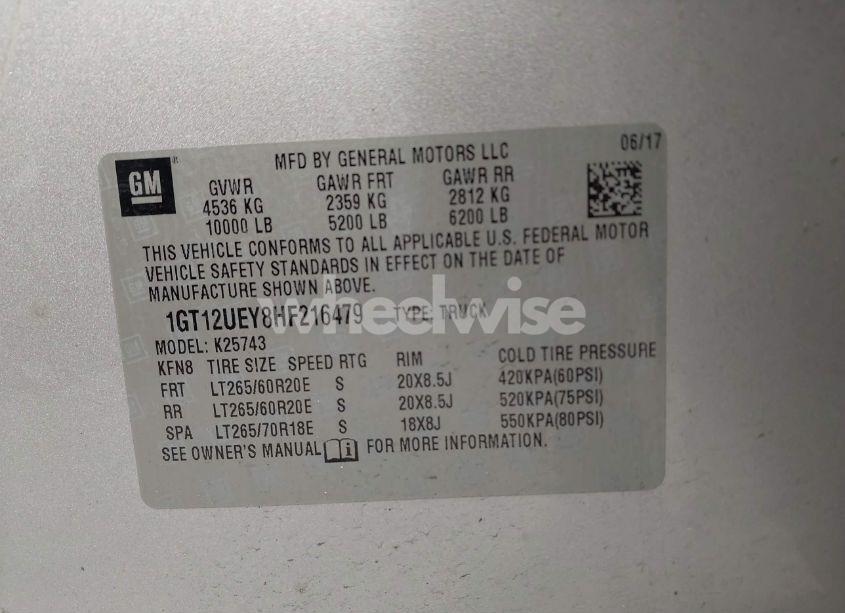 GM
MFD BY GENERAL MOTORS LLC 06/17
GVWR GAWR FRT GAWR RR
4536 KG 2359 KG 2812 KG
10000 LB 5200 LB 6200 LB
THIS VEHICLE CONFORMS TO ALL APPLICABLE U.S. FEDERAL MOTOR
VEHICLE SAFETY STANDARDS IN EFFECT ON THE DATE OF
MANUFACTURE SHOWN ABOVE.
wheelwise
1GT12UEY8HF216479 TYPE: TRUCK
MODEL: K25743
KFN8 TIRE SIZE SPEED RTG RIM COLD TIRE PRESSURE
FRT LT265/60R20E S 20X8.5J 420KPA(60PSI)
RR LT265/60R20E S 20X8.5J 520KPA(75PSI)
SPA LT265/70R18E S 18X8J 550KPA(80PSI)
SEE OWNER'S MANUAL FOR MORE INFORMATION.